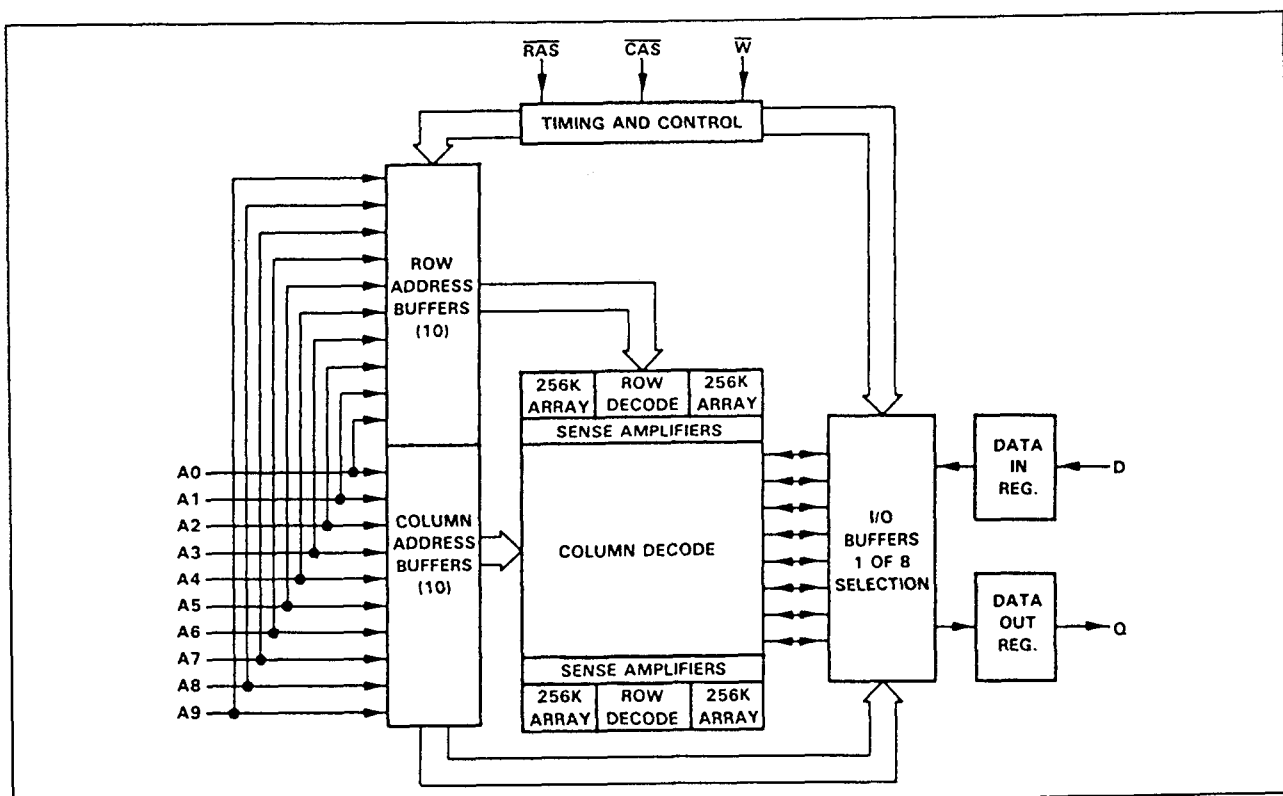 RAS CAS W
TIMING AND CONTROL
ROW
ADDRESS
BUFFERS
(10)
256K
ARRAY
ROW
DECODE
256K
ARRAY
SENSE AMPLIFIERS
A0
A1
A2
A3
A4
A5
A6
A7
A8
A9
COLUMN
ADDRESS
BUFFERS
(10)
COLUMN DECODE
I/O
BUFFERS
1 OF 8
SELECTION
DATA
IN
REG.
D
DATA
OUT
REG.
Q
SENSE AMPLIFIERS
256K
ARRAY
ROW
DECODE
256K
ARRAY